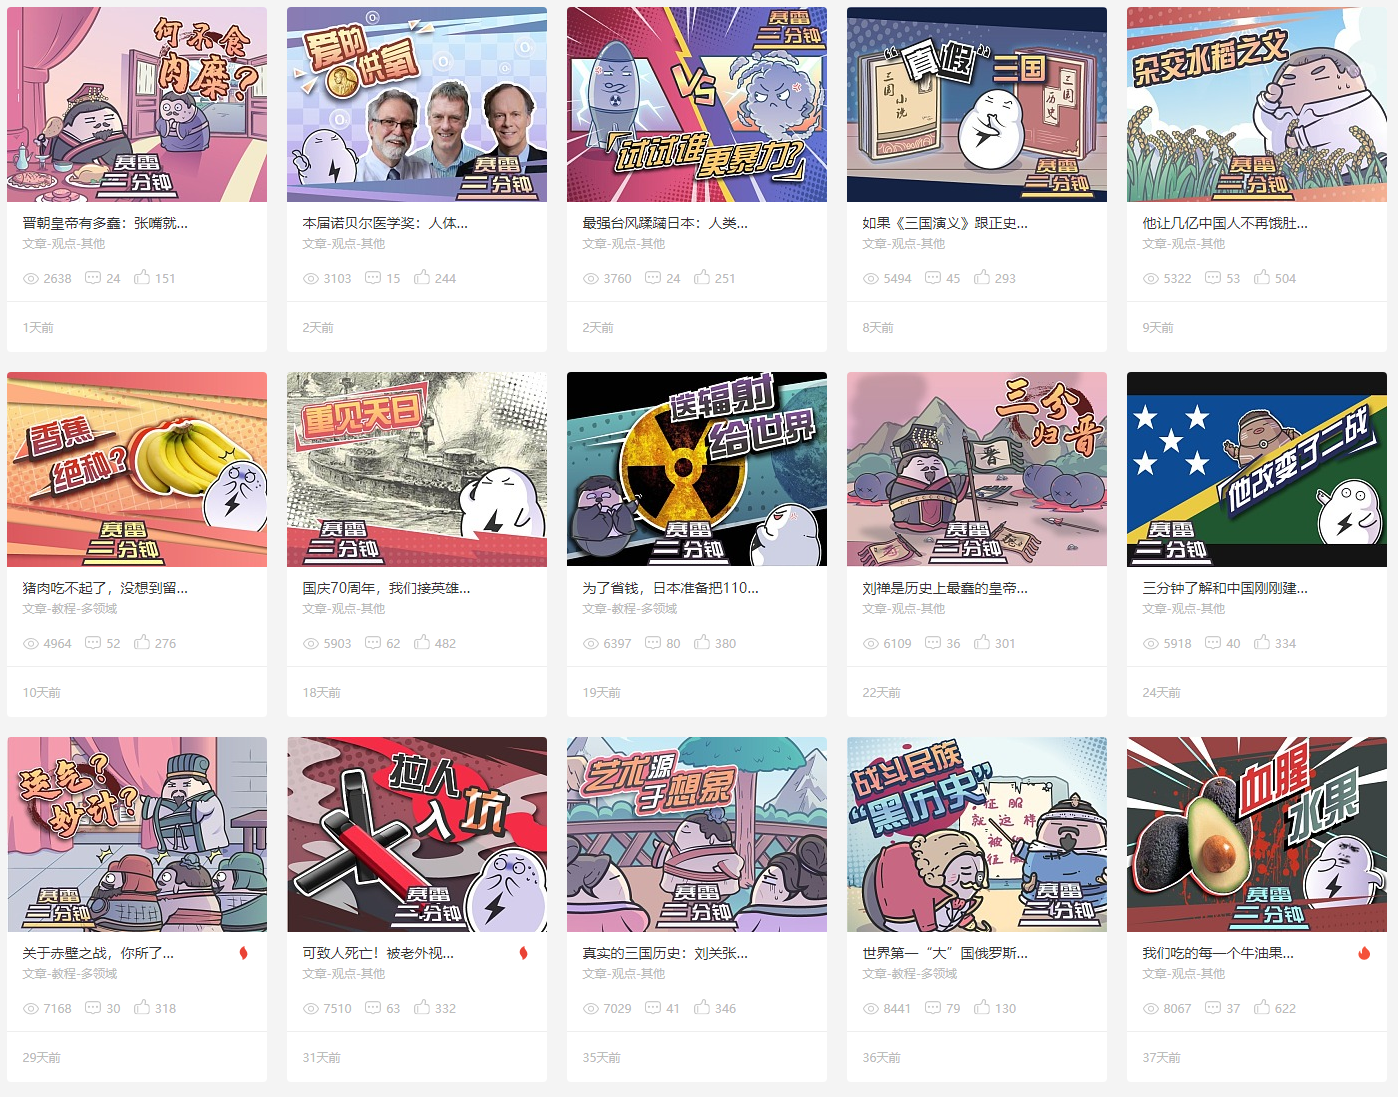 何不食
肉糜？
赛雷
三分钟
晋朝皇帝有多蠢：张嘴就...
文章-观点-其他
2638 24 151
1天前
爱的
供氧
赛雷
三分钟
本届诺贝尔医学奖：人体...
文章-观点-其他
3103 15 244
2天前
赛雷
三分钟
VS
「试试谁
更暴力？」
最强台风蹂躏日本：人类...
文章-观点-其他
3760 24 251
2天前
“真假”三国
三国小说
三国历史
赛雷
三分钟
如果《三国演义》跟正史...
文章-观点-其他
5494 45 293
8天前
杂交水稻之父
赛雷
三分钟
他让几亿中国人不再饿肚...
文章-观点-其他
5322 53 504
9天前
香蕉
绝种？
赛雷
三分钟
猪肉吃不起了，没想到留...
文章-教程-多领域
4964 52 276
10天前
重见天日
赛雷
三分钟
国庆70周年，我们接英雄...
文章-观点-其他
5903 62 482
18天前
送辐射
给世界
赛雷
三分钟
为了省钱，日本准备把110...
文章-教程-多领域
6397 80 380
19天前
三分
归晋
晋
赛雷
三分钟
刘禅是历史上最蠢的皇帝...
文章-观点-其他
6109 36 301
22天前
他改变了二战
赛雷
三分钟
三分钟了解和中国刚刚建...
文章-观点-其他
5918 40 334
24天前
运气？
妙计？
赛雷
三分钟
关于赤壁之战，你所了...
文章-教程-多领域
7168 30 318
29天前
拉人
入坑
赛雷
三分钟
可致人死亡！被老外视...
文章-观点-其他
7510 63 332
31天前
艺术源
于想象
赛雷
三分钟
真实的三国历史：刘关张...
文章-观点-其他
7029 41 346
35天前
战斗民族
“黑历史”
征服
就这样
被
征服
赛雷
三分钟
世界第一“大”国俄罗斯...
文章-教程-多领域
8441 79 130
36天前
血腥
水果
赛雷
三分钟
我们吃的每一个牛油果...
文章-观点-其他
8067 37 622
37天前